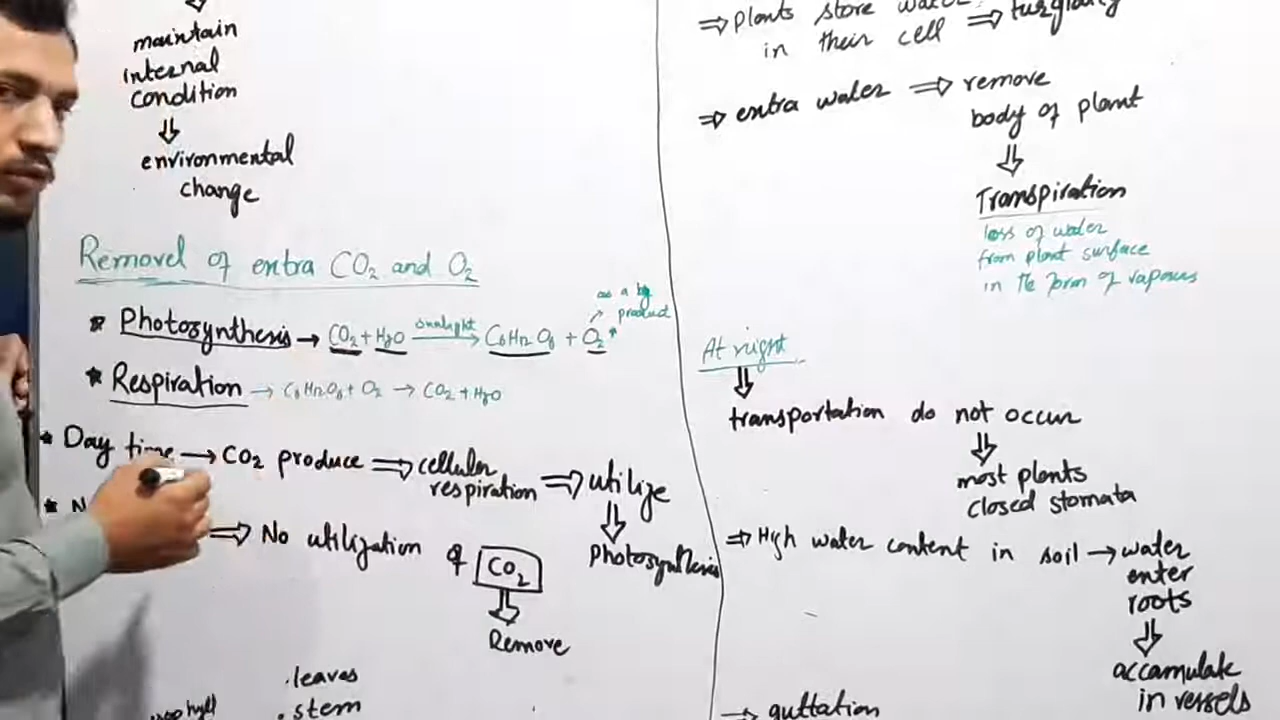 maintain
internal
condition
⇓
environmental
change
Removel of extra CO2 and O2
* Photosynthesis → CO2 + H2O sunlight → C6H12O6 + O2 *
as a by
product
* Respiration → C6H12O6 + O2 → CO2 + H2O
* Day time → CO2 produce ⇒ cellular
respiration ⇒ utilize
⇓
Photosynthesis
* N
⇒ No utilization of CO2
⇓
Remove
. leaves
. stem
⇒ plants store
in their cell ⇒ turgidity
⇒ extra water ⇒ remove
body of plant
⇓
Transpiration
loss of water
from plant surface
in the form of vapours
At night
⇓
transportation do not occur
⇓
most plants
closed stomata
⇒ High water content in soil → water
enter
roots
⇓
accamulate
in vessels
→ guttation